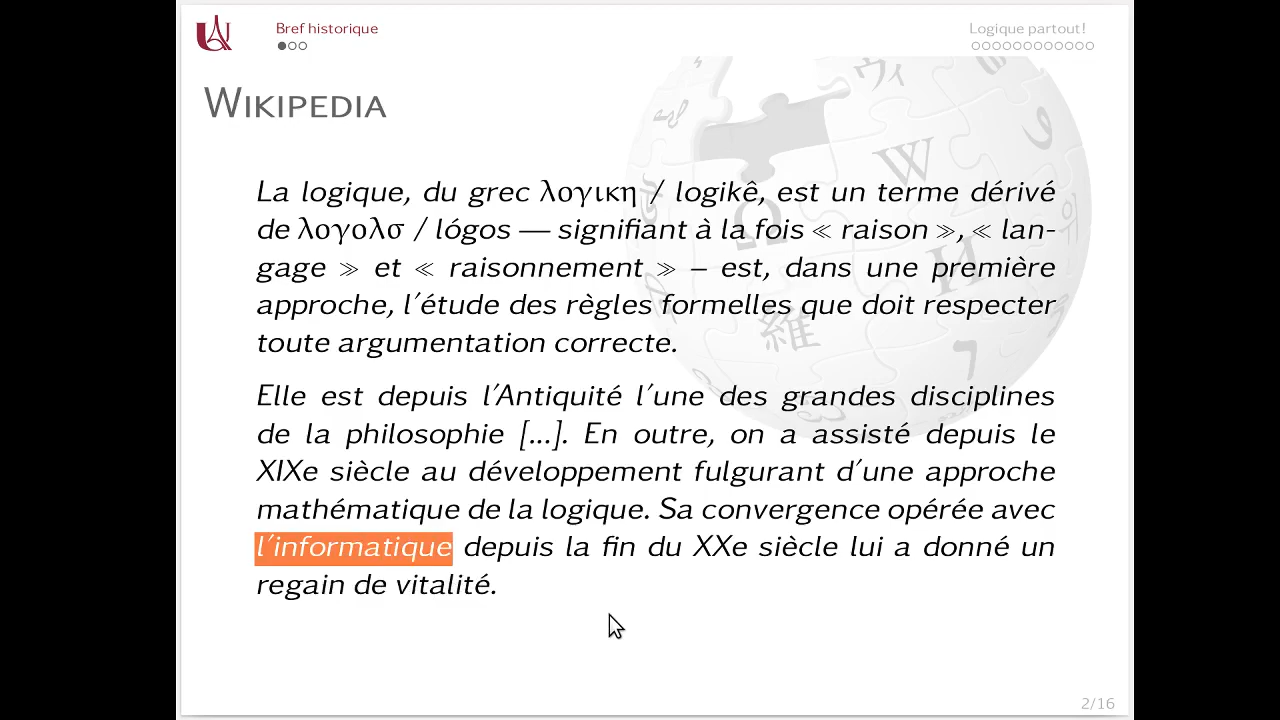 Bref historique
Logique partout!
WIKIPEDIA
La logique, du grec λογικη / logikê, est un terme dérivé
de λογολσ / lógos — signifiant à la fois « raison », « lan-
gage » et « raisonnement » – est, dans une première
approche, l'étude des règles formelles que doit respecter
toute argumentation correcte.
Elle est depuis l'Antiquité l'une des grandes disciplines
de la philosophie [...]. En outre, on a assisté depuis le
XIXe siècle au développement fulgurant d'une approche
mathématique de la logique. Sa convergence opérée avec
l'informatique depuis la fin du XXe siècle lui a donné un
regain de vitalité.
2/16